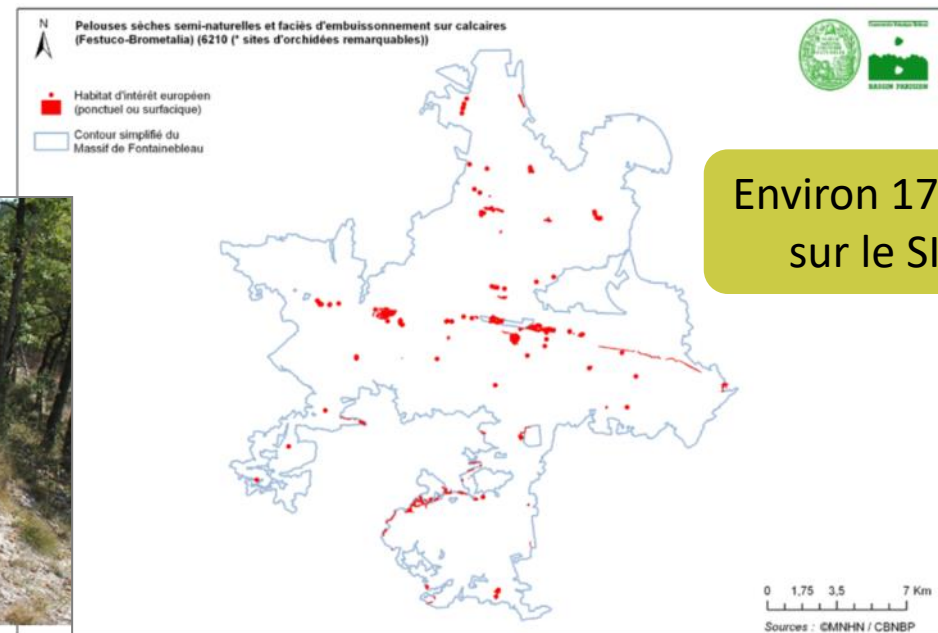 N
Pelouses sèches semi-naturelles et faciès d'embuissonnement sur calcaires
(Festuco-Brometalia) (6210 (* sites d'orchidées remarquables))
Habitat d'intérêt européen
(ponctuel ou surfacique)
Contour simplifié du
Massif de Fontainebleau
BASSIN PARISIEN
Environ 17
sur le SI
0 1,75 3,5 7 Km
Sources : ©MNHN / CBNBP